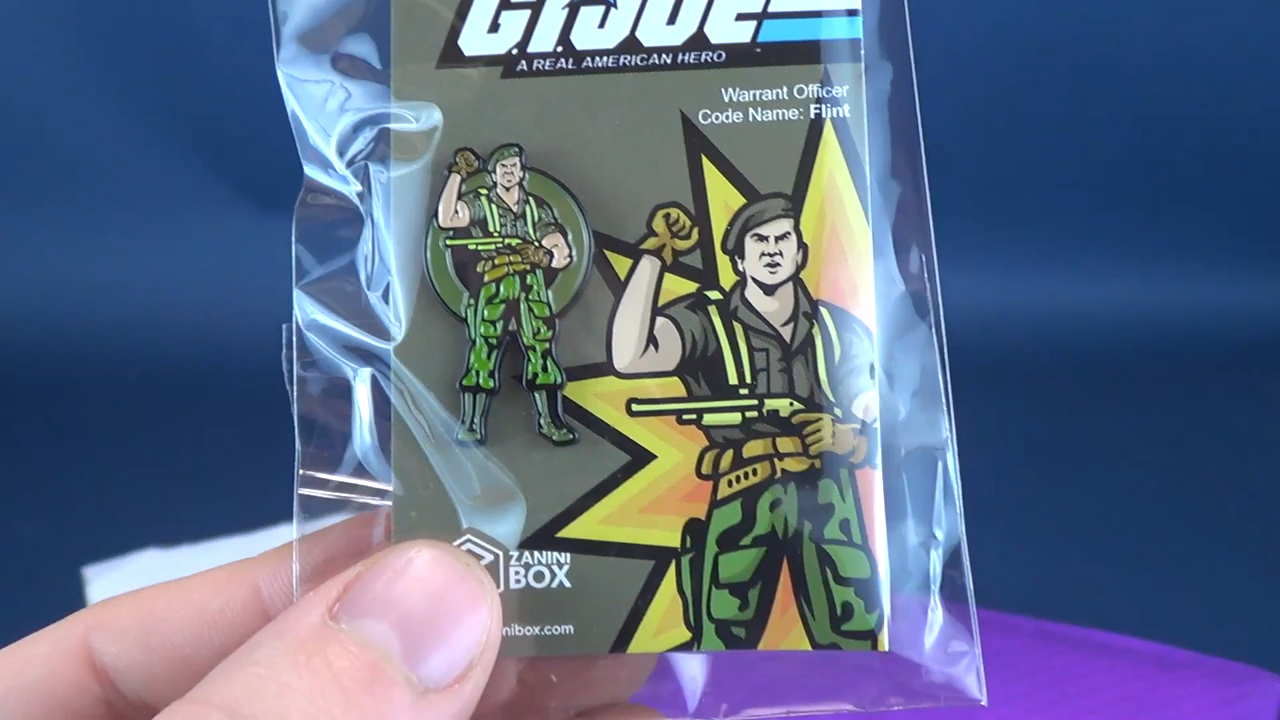 G.I.JOE
A REAL AMERICAN HERO
Warrant Officer
Code Name: Flint
ZANINI
BOX
nibox.com